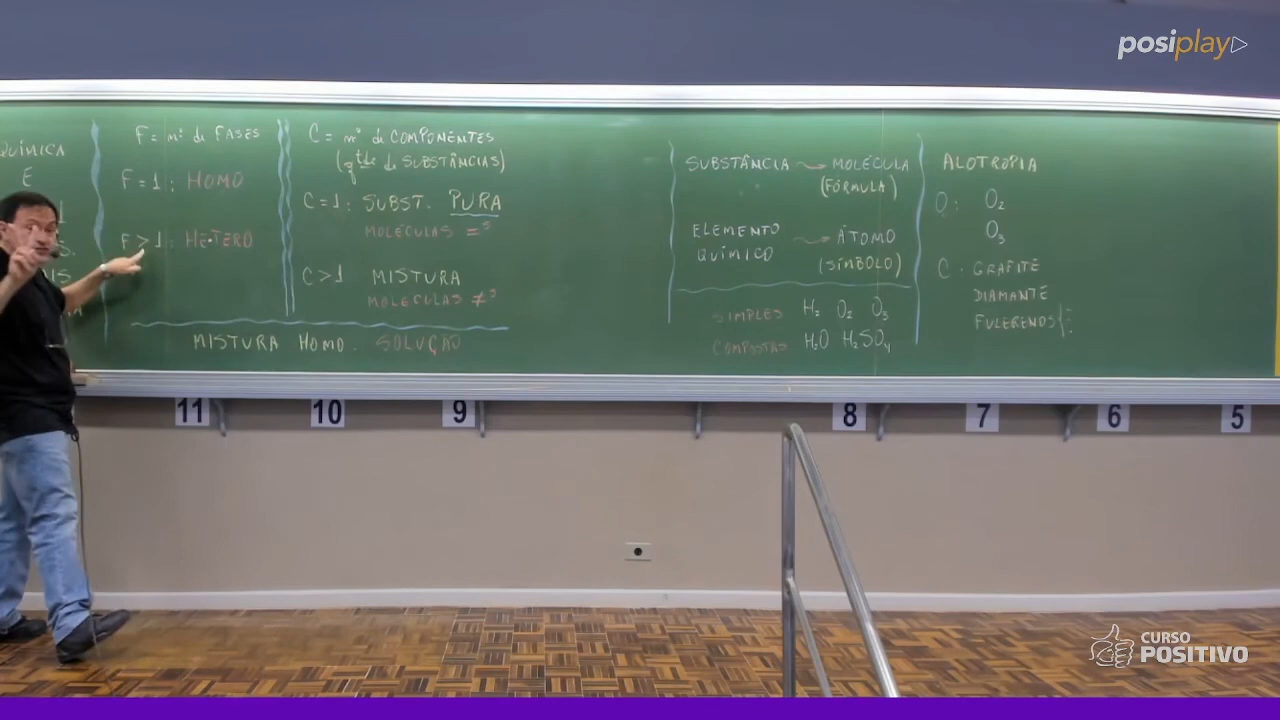 posiplay
QUÍMICA
E
F = nº de FASES
F = 1 : HOMO
F > 1 : HETERO
C = nº de COMPONENTES
(qtde de SUBSTÂNCIAS)
C = 1 : SUBST. PURA
MOLÉCULAS =s
C > 1 MISTURA
MOLÉCULAS ≠s
MISTURA HOMO. SOLUÇÃO
SUBSTÂNCIA → MOLÉCULA
(FÓRMULA)
ELEMENTO → ÁTOMO
QUÍMICO (SÍMBOLO)
SIMPLES H₂ O₂ O₃
COMPOSTAS H₂O H₂SO₄
ALOTROPIA
O : O₂
O₃
C . GRAFITE
DIAMANTE
FULERENOS
11
10
9
8
7
6
5
CURSO
POSITIVO